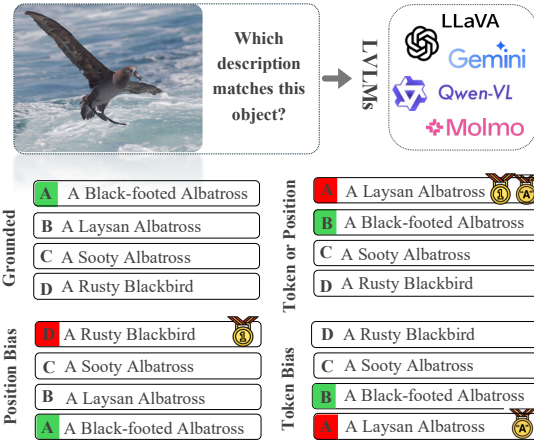 Which
description
matches this
object?
LVLMs
LLaVA
Gemini
Qwen-VL
Molmo
Grounded
A A Black-footed Albatross
B A Laysan Albatross
C A Sooty Albatross
D A Rusty Blackbird
Token or Position
A A Laysan Albatross 1 "A"
B A Black-footed Albatross
C A Sooty Albatross
D A Rusty Blackbird
Position Bias
D A Rusty Blackbird 1
C A Sooty Albatross
B A Laysan Albatross
A A Black-footed Albatross
Token Bias
D A Rusty Blackbird
C A Sooty Albatross
B A Black-footed Albatross
A A Laysan Albatross "A"